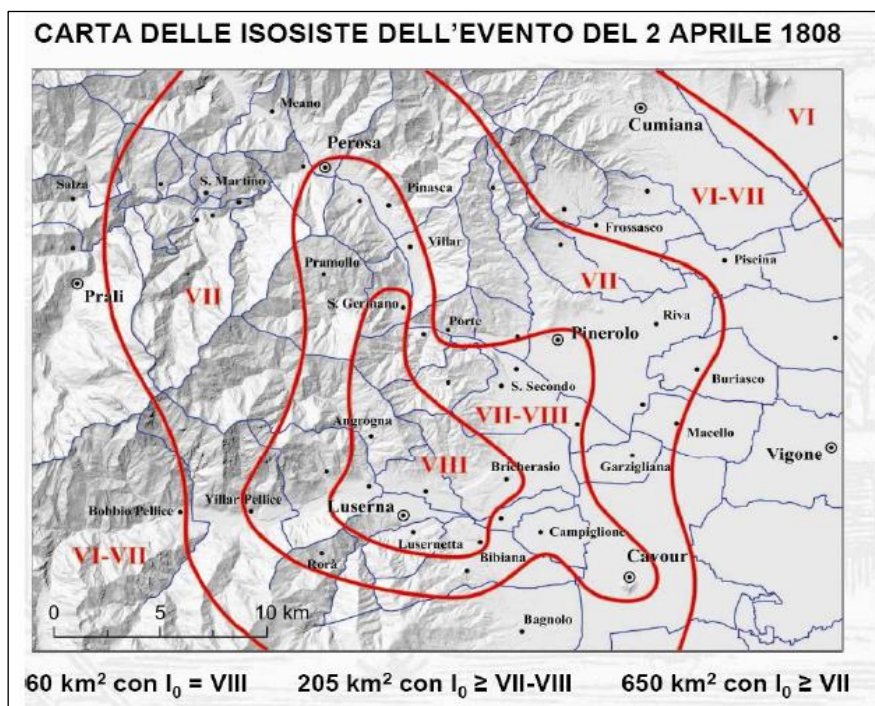 CARTA DELLE ISOSISTE DELL'EVENTO DEL 2 APRILE 1808
Meano
Cumiana
VI
Perosa
Salza
S. Martino
Pinasca
VI-VII
Frossasco
Villar
Piscina
Pramollo
VII
Prali
VII
S. Germano
Riva
Porte
Pinerolo
Buriasco
S. Secondo
VII-VIII
Angrogna
Macello
Vigone
VIII
Garzigliana
Bricherasio
Villar Pellice
Bobbio Pellice
Luserna
Campiglione
Lusernetta
VI-VII
Rorà
Bibiana
Cavour
0 5 10 km
Bagnolo
60 km² con I₀ = VIII 205 km² con I₀ ≥ VII-VIII 650 km² con I₀ ≥ VII